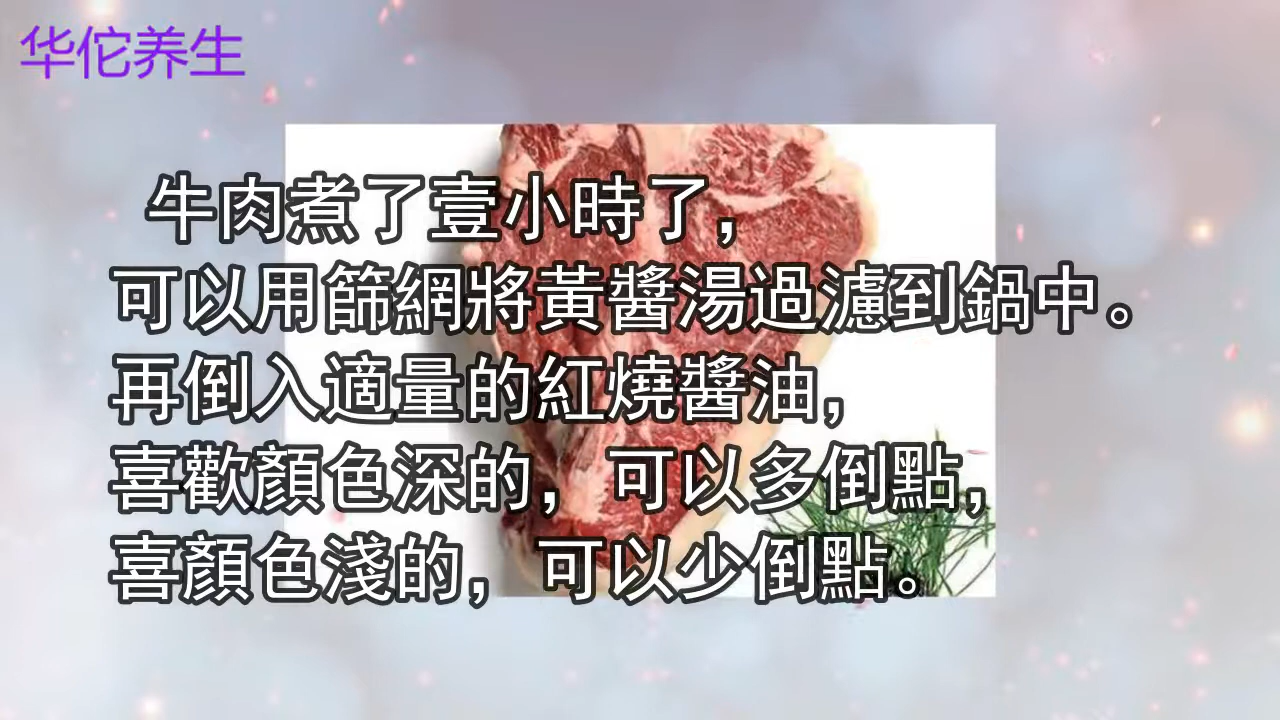 华佗养生
牛肉煮了壹小時了，
可以用篩網將黃醬湯過濾到鍋中。
再倒入適量的紅燒醬油，
喜歡顏色深的，可以多倒點，
喜顏色淺的，可以少倒點。